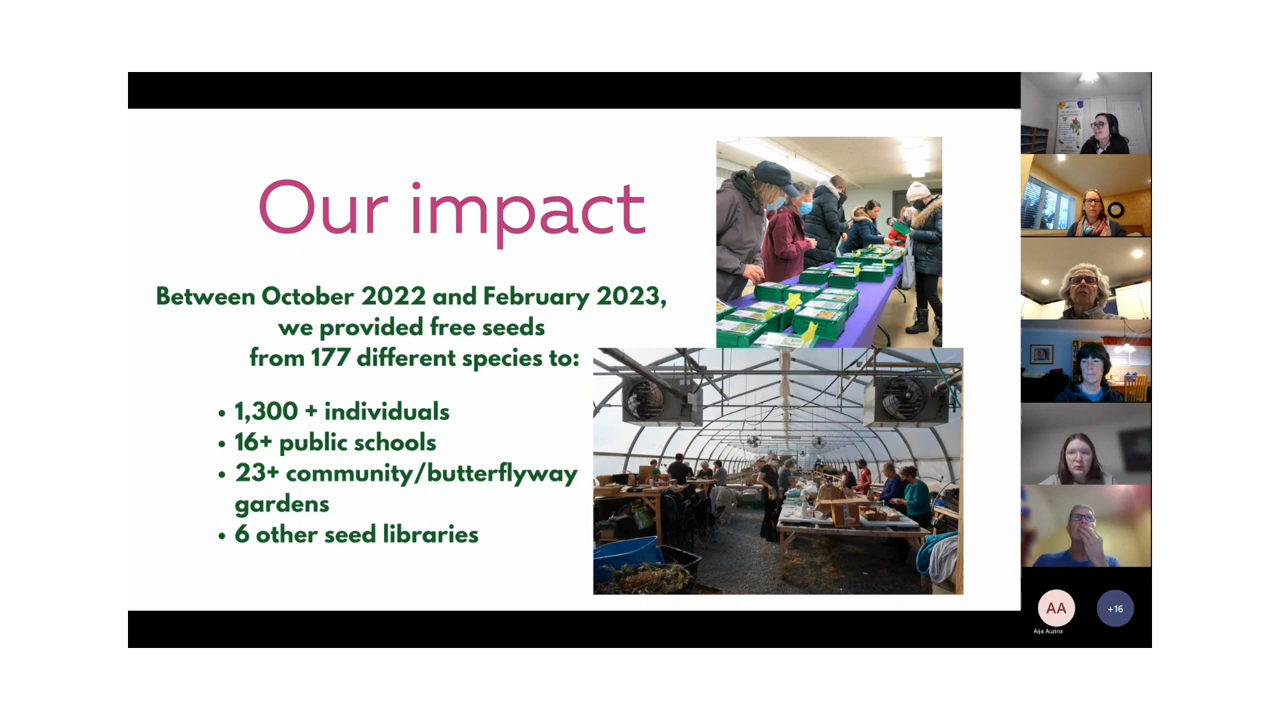 Our impact
Between October 2022 and February 2023,
we provided free seeds
from 177 different species to:
• 1,300 + individuals
• 16+ public schools
• 23+ community/butterflyway
gardens
• 6 other seed libraries
AA
+16
Aija Auzina